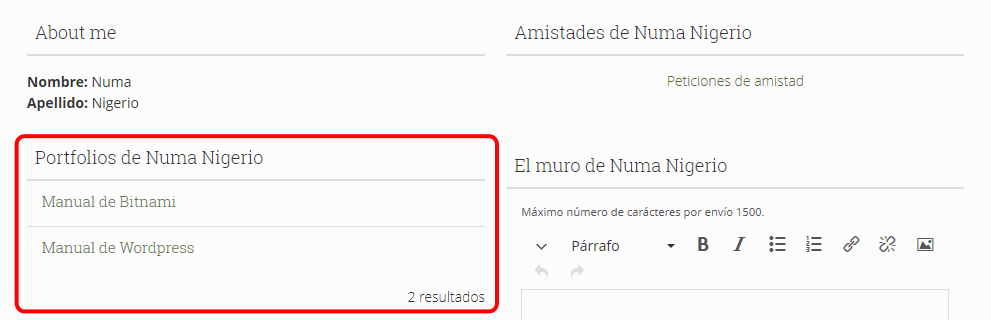 About me
Nombre: Numa
Apellido: Nigerio
Portfolios de Numa Nigerio
Manual de Bitnami
Manual de Wordpress
2 resultados
Amistades de Numa Nigerio
Peticiones de amistad
El muro de Numa Nigerio
Máximo número de carácteres por envío 1500.
Párrafo
B I